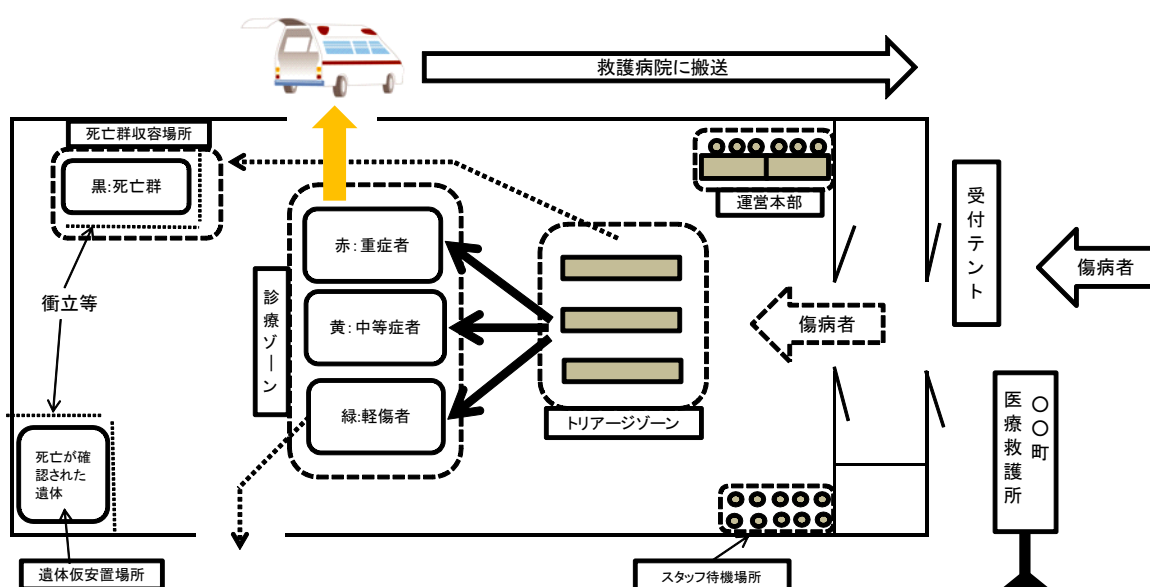 救護病院に搬送
死亡群収容場所
黒:死亡群
運営本部
受付テント
傷病者
赤:重症者
診療ゾーン
衝立等
黄:中等症者
傷病者
緑:軽傷者
トリアージゾーン
○○町
医療救護所
死亡が確
認された
遺体
遺体仮安置場所
スタッフ待機場所